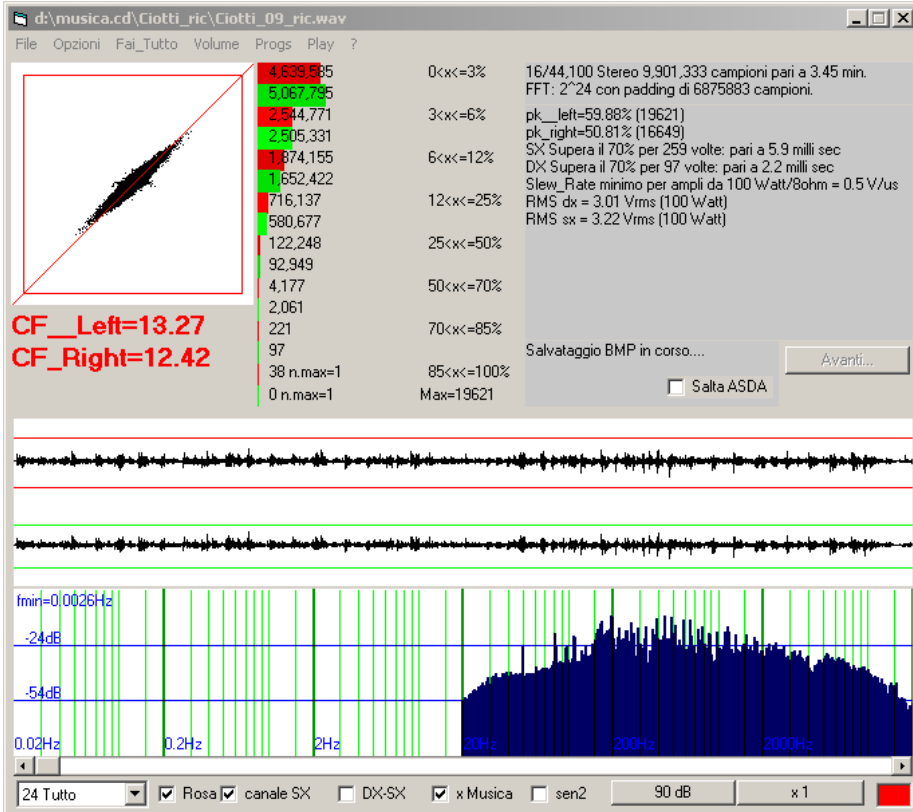 d:\musica.cd\Ciotti_ric\Ciotti_09_ric.wav
File Opzioni Fai_Tutto Volume Progs Play ?
4,639,585 0<x<=3%
5,067,795
2,544,771 3<x<=6%
2,505,331
1,874,155 6<x<=12%
1,652,422
716,137 12<x<=25%
580,677
122,248 25<x<=50%
92,949
4,177 50<x<=70%
2,061
221 70<x<=85%
97
38 n.max=1 85<x<=100%
0 n.max=1 Max=19621
CF__Left=13.27
CF_Right=12.42
16/44,100 Stereo 9,901,333 campioni pari a 3.45 min.
FFT: 2^24 con padding di 6875883 campioni.
pk__left=59.88% (19621)
pk_right=50.81% (16649)
SX Supera il 70% per 259 volte: pari a 5.9 milli sec
DX Supera il 70% per 97 volte: pari a 2.2 milli sec
Slew_Rate minimo per ampli da 100 Watt/8ohm = 0.5 V/us
RMS dx = 3.01 Vrms (100 Watt)
RMS sx = 3.22 Vrms (100 Watt)
Salvataggio BMP in corso....
Avanti...
Salta ASDA
fmin=0.0026Hz
-24dB
-54dB
0.02Hz 0.2Hz 2Hz 20Hz 200Hz 2000Hz
24 Tutto Rosa canale SX DX-SX x Musica sen2 90 dB x 1